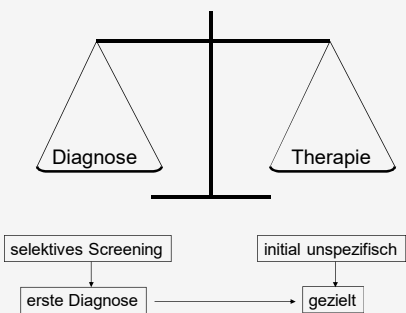 Diagnose
Therapie
selektives Screening
initial unspezifisch
erste Diagnose
gezielt